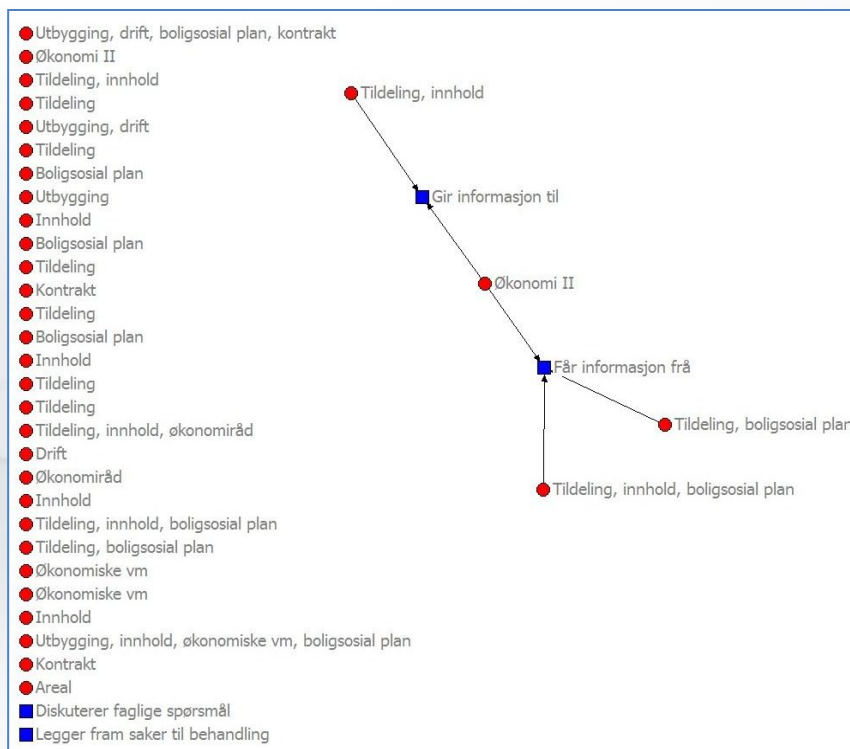 Utbygging, drift, boligsosial plan, kontrakt
Økonomi II
Tildeling, innhold
Tildeling
Utbygging, drift
Tildeling
Boligsosial plan
Utbygging
Innhold
Boligsosial plan
Tildeling
Kontrakt
Tildeling
Boligsosial plan
Innhold
Tildeling
Tildeling
Tildeling, innhold, økonomiråd
Drift
Økonomiråd
Innhold
Tildeling, innhold, boligsosial plan
Tildeling, boligsosial plan
Økonomiske vm
Økonomiske vm
Innhold
Utbygging, innhold, økonomiske vm, boligsosial plan
Kontrakt
Areal
Diskuterer faglige spørsmål
Legger fram saker til behandling
Tildeling, innhold
Gir informasjon til
Økonomi II
Får informasjon frå
Tildeling, boligsosial plan
Tildeling, innhold, boligsosial plan